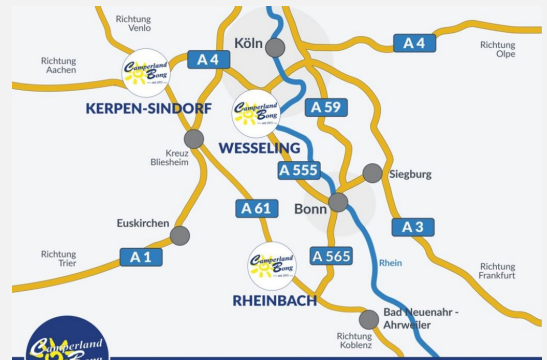 Richtung
Venlo
Köln
A 4
A 4
Richtung
Olpe
Richtung
Aachen
Camperland
Bong
KERPEN-SINDORF
Camperland
Bong
A 59
WESSELING
Kreuz
Bliesheim
A 555
Siegburg
A 61
Bonn
Euskirchen
A 3
A 1
A 565
Richtung
Trier
Camperland
Bong
Rhein
Richtung
Frankfurt
RHEINBACH
Bad Neuenahr -
Ahrweiler
Richtung
Koblenz
Camperland
Bong